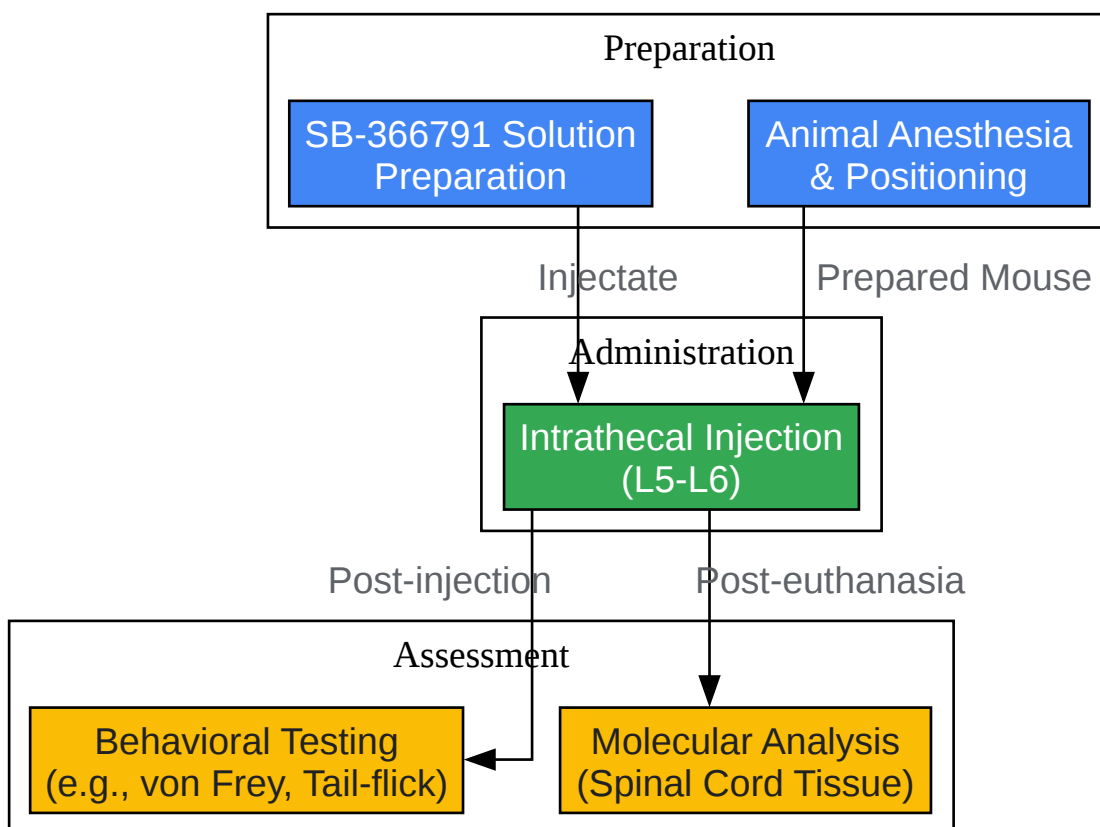 Preparation
SB-366791 Solution
Preparation
Animal Anesthesia
& Positioning
Injectate
Prepared Mouse
Administration
Intrathecal Injection
(L5-L6)
Post-injection
Post-euthanasia
Assessment
Behavioral Testing
(e.g., von Frey, Tail-flick)
Molecular Analysis
(Spinal Cord Tissue)